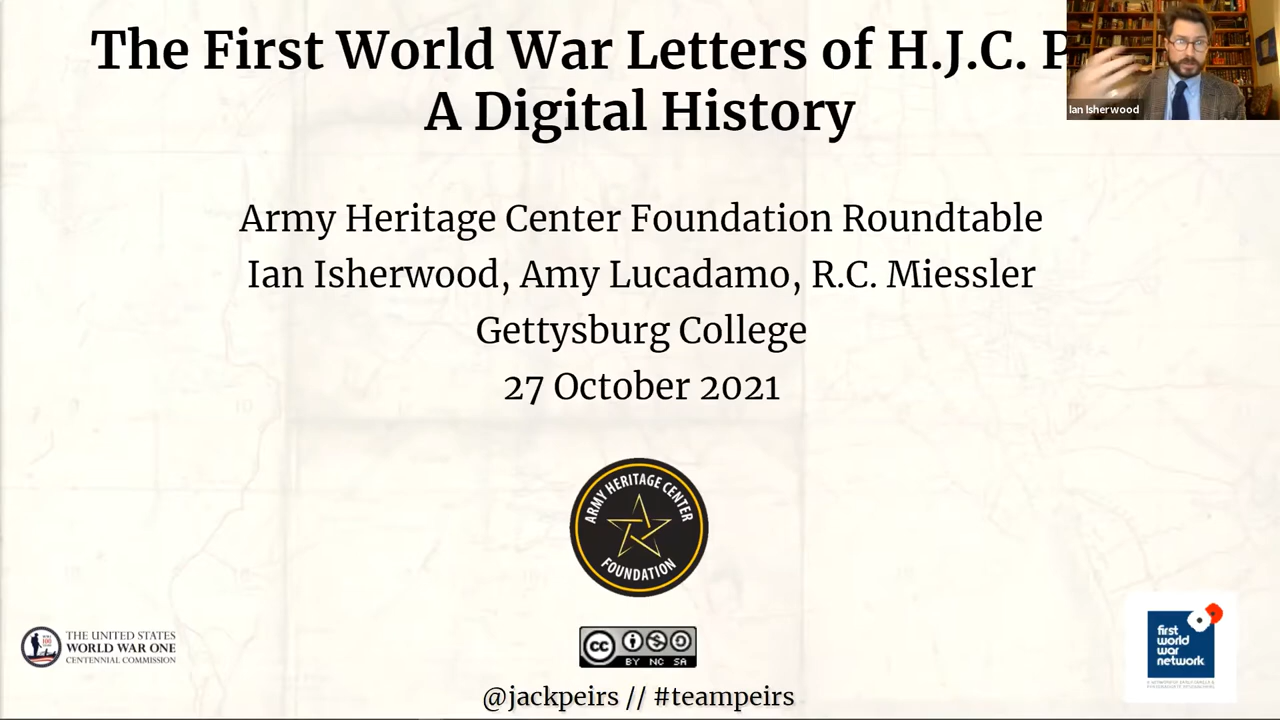 The First World War Letters of H.J.C. P
A Digital History
Ian Isherwood
Army Heritage Center Foundation Roundtable
Ian Isherwood, Amy Lucadamo, R.C. Miessler
Gettysburg College
27 October 2021
ARMY HERITAGE CENTER
FOUNDATION
THE UNITED STATES
WORLD WAR ONE
CENTENNIAL COMMISSION
cc
BY NC SA
first
world
war
network
@jackpeirs // #teampeirs